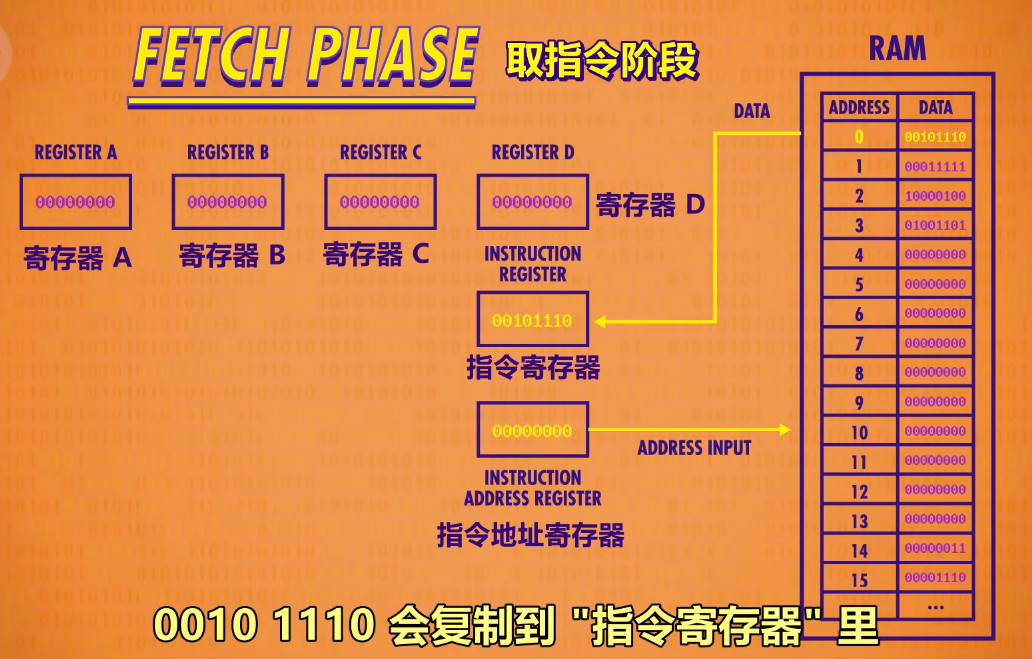 FETCH PHASE 取指令阶段
RAM
DATA
ADDRESS DATA
0 00101110
1 00011111
2 10000100
3 01001101
4 00000000
5 00000000
6 00000000
7 00000000
8 00000000
9 00000000
10 00000000
11 00000000
12 00000000
13 00000000
14 00000011
15 00001110
...
REGISTER A
00000000
寄存器 A
REGISTER B
00000000
寄存器 B
REGISTER C
00000000
寄存器 C
REGISTER D
00000000
寄存器 D
INSTRUCTION
REGISTER
00101110
指令寄存器
00000000
ADDRESS INPUT
INSTRUCTION
ADDRESS REGISTER
指令地址寄存器
0010 1110 会复制到 "指令寄存器" 里